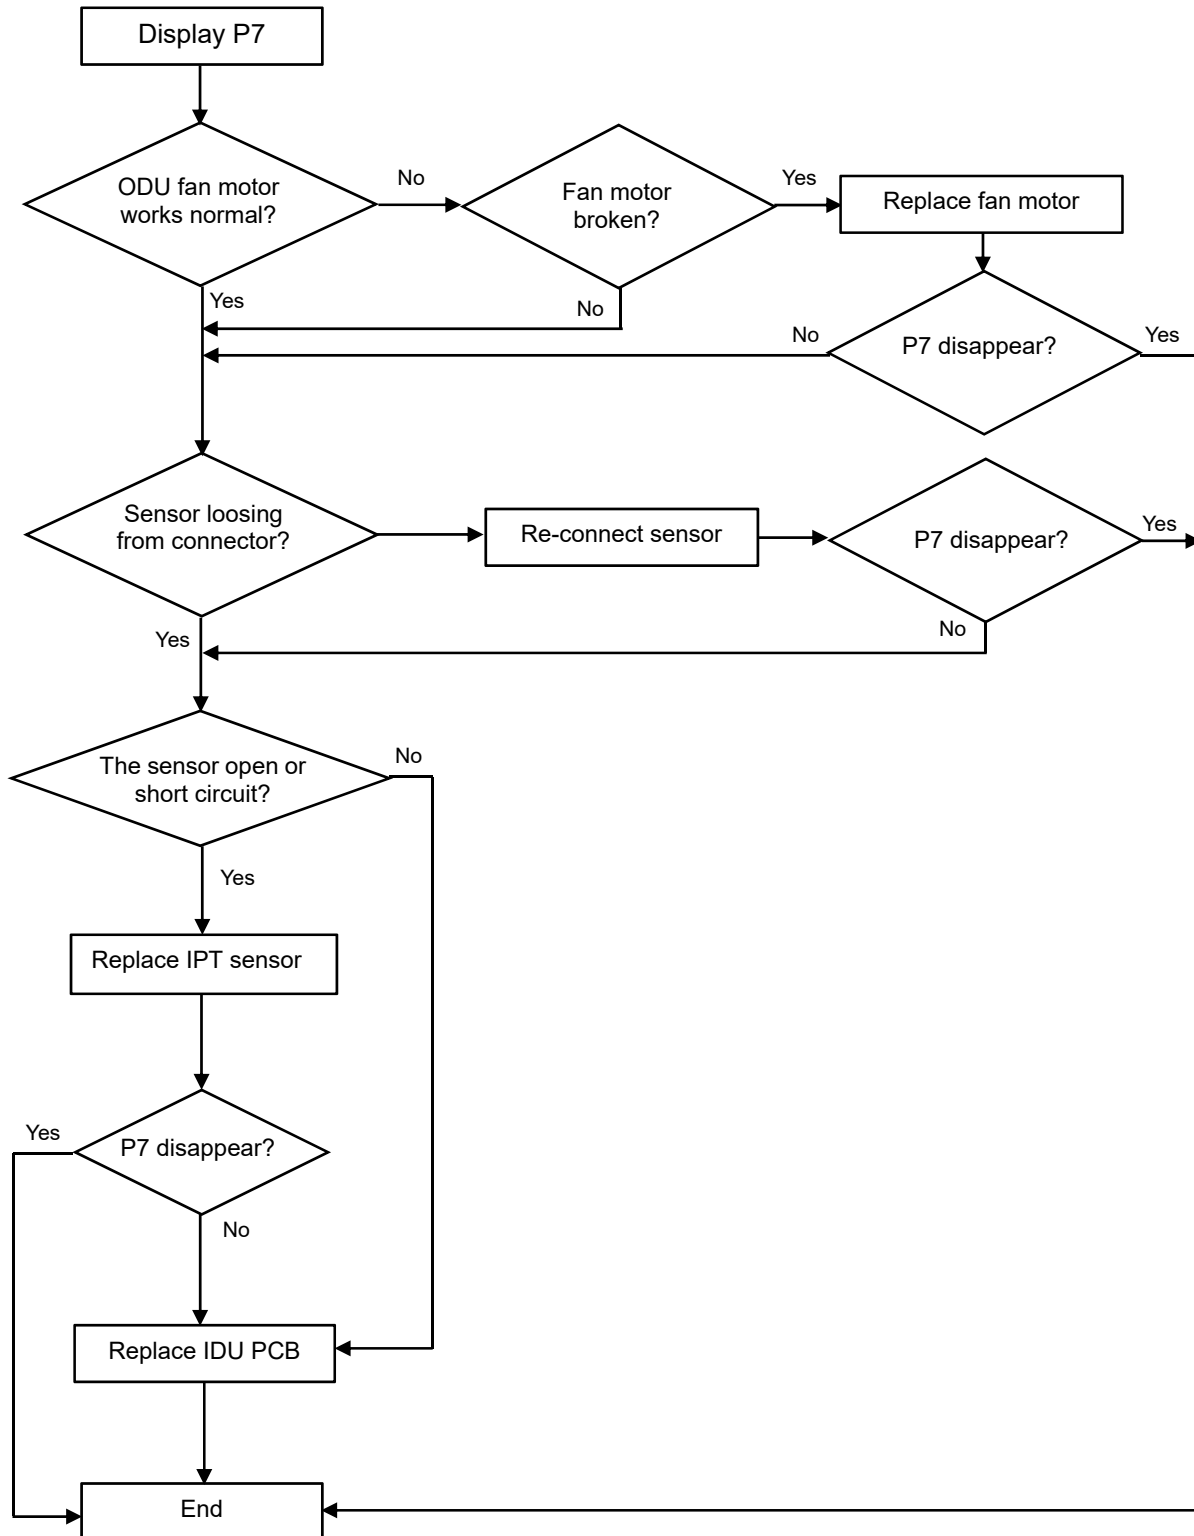 Display P7
ODU fan motor
works normal?
No
Fan motor
broken?
Yes
Replace fan motor
Yes
No
No
P7 disappear?
Yes
Sensor loosing
from connector?
Re-connect sensor
P7 disappear?
Yes
Yes
No
The sensor open or
short circuit?
No
Yes
Replace IPT sensor
Yes
P7 disappear?
No
Replace IDU PCB
End